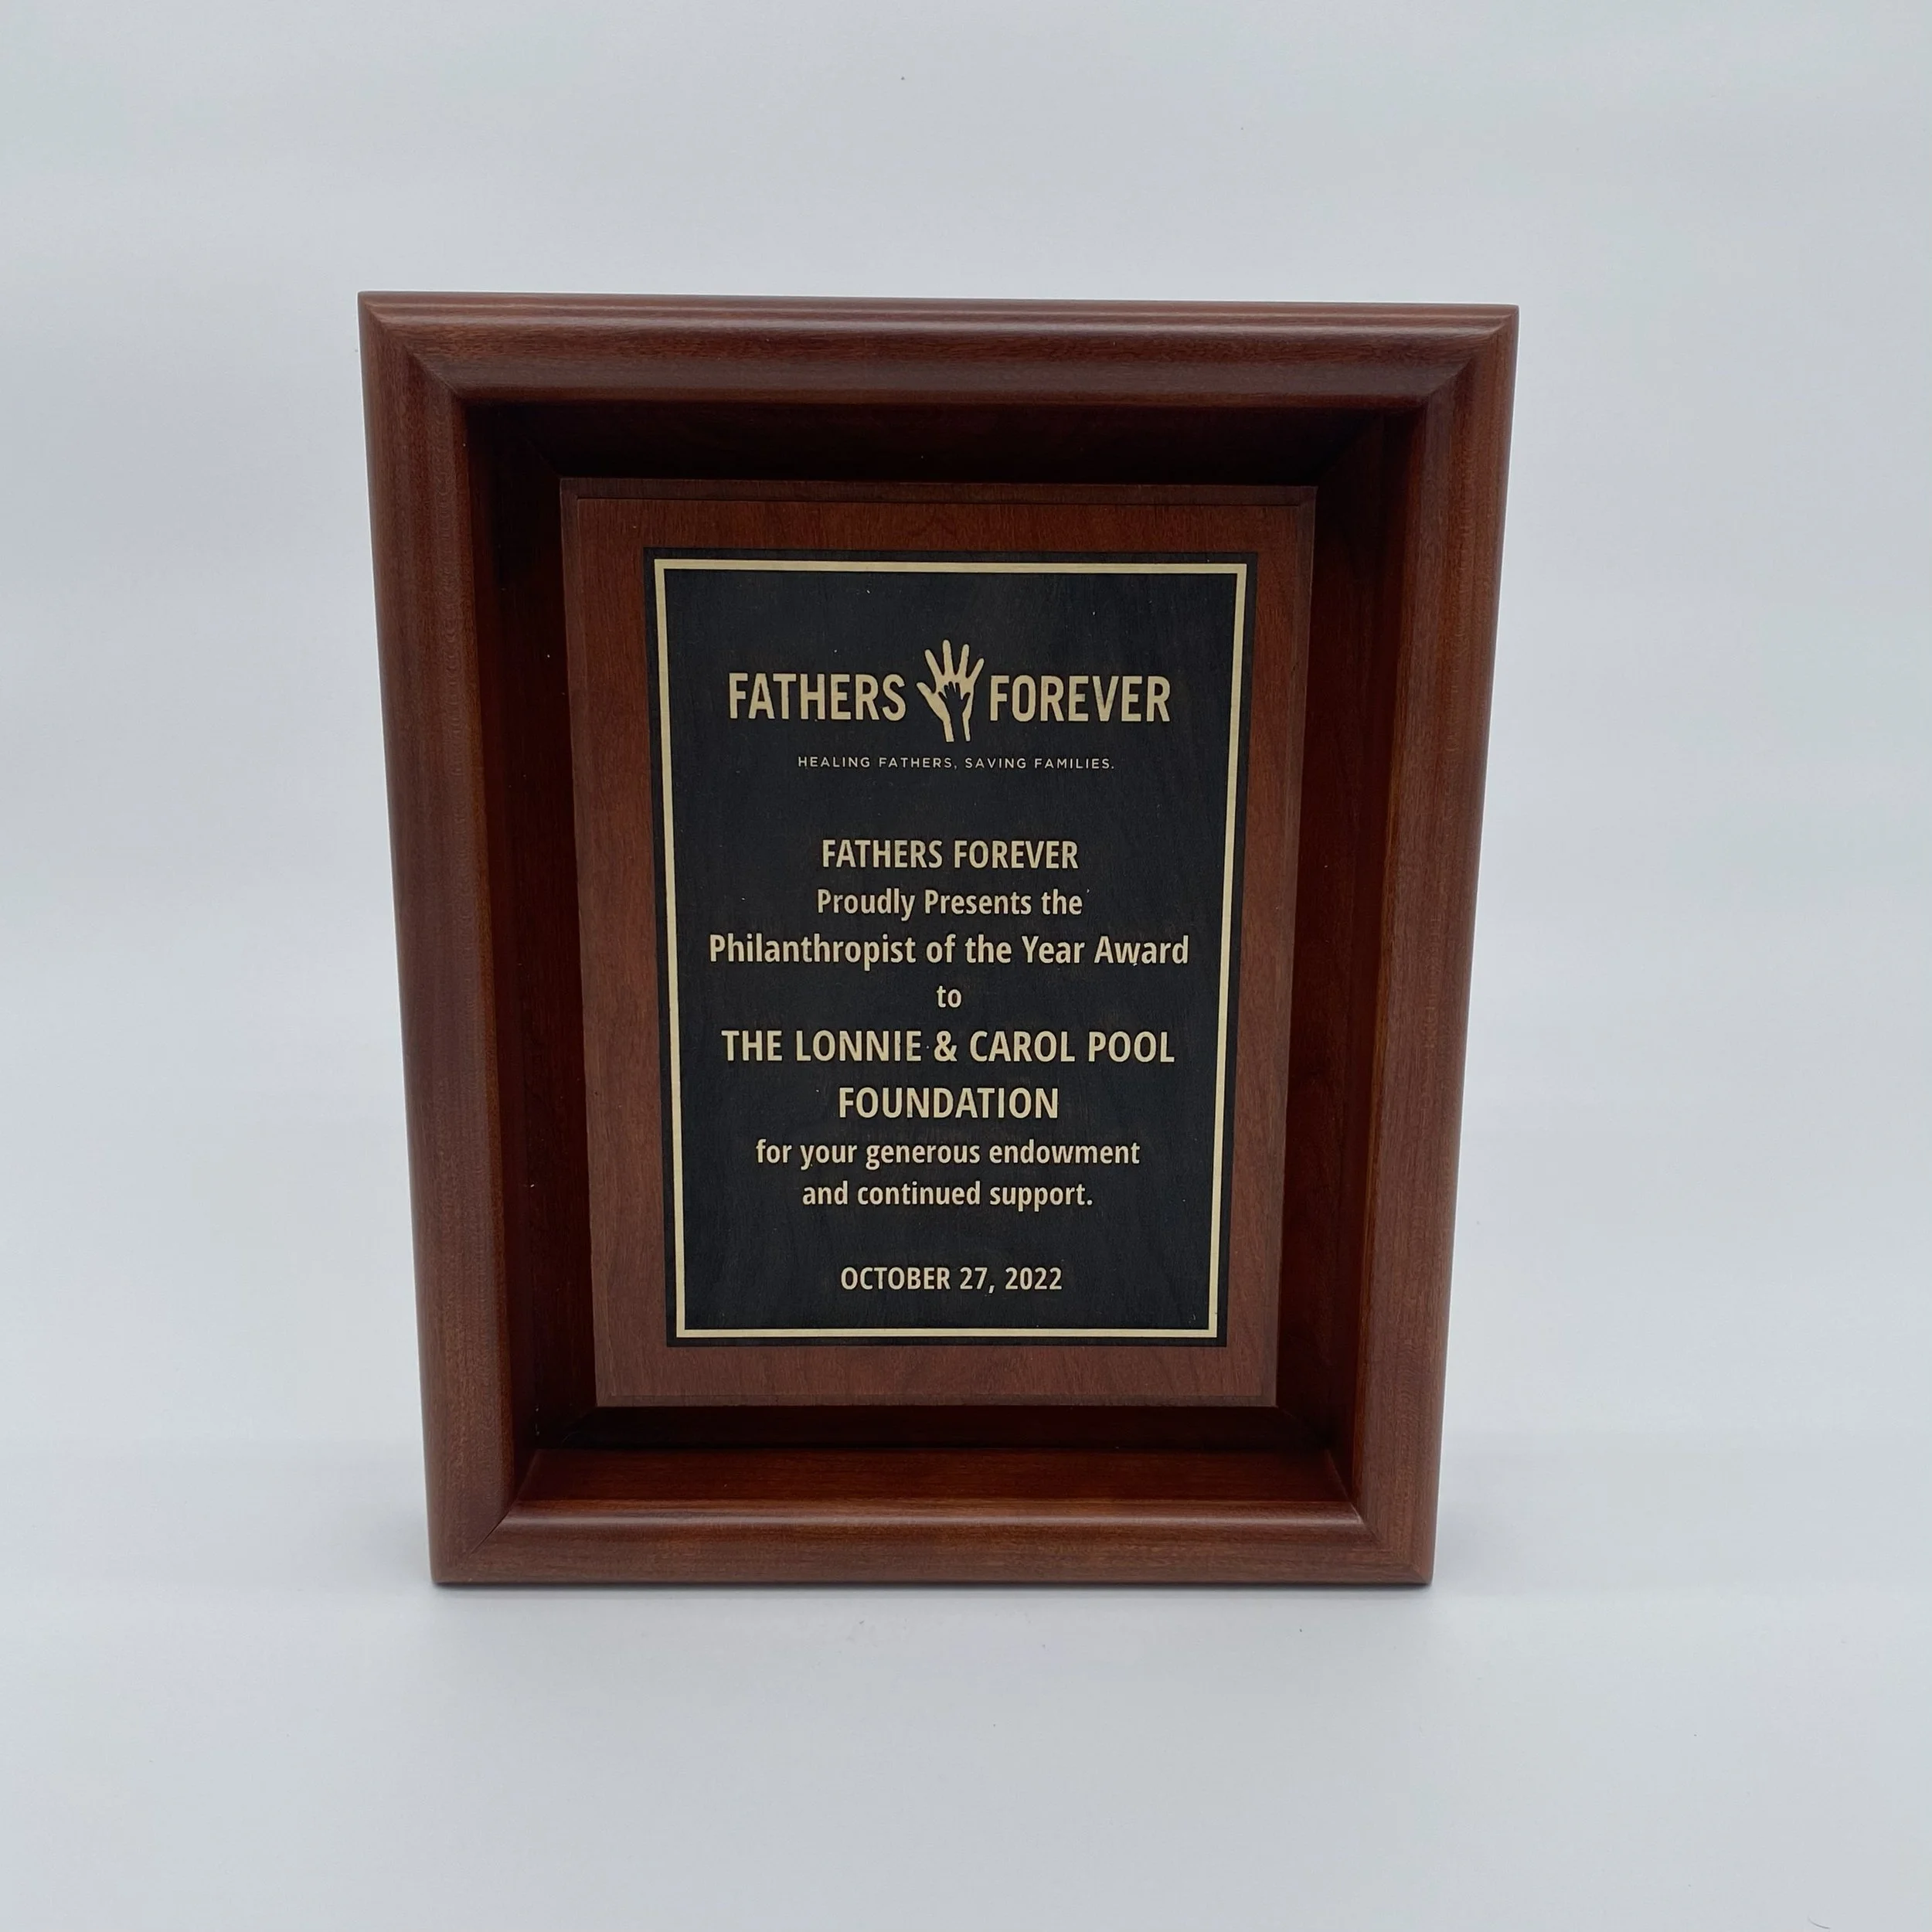 FATHERS FOREVER
HEALING FATHERS, SAVING FAMILIES.
FATHERS FOREVER
Proudly Presents the
Philanthropist of the Year Award
to
THE LONNIE & CAROL POOL
FOUNDATION
for your generous endowment
and continued support.
OCTOBER 27, 2022